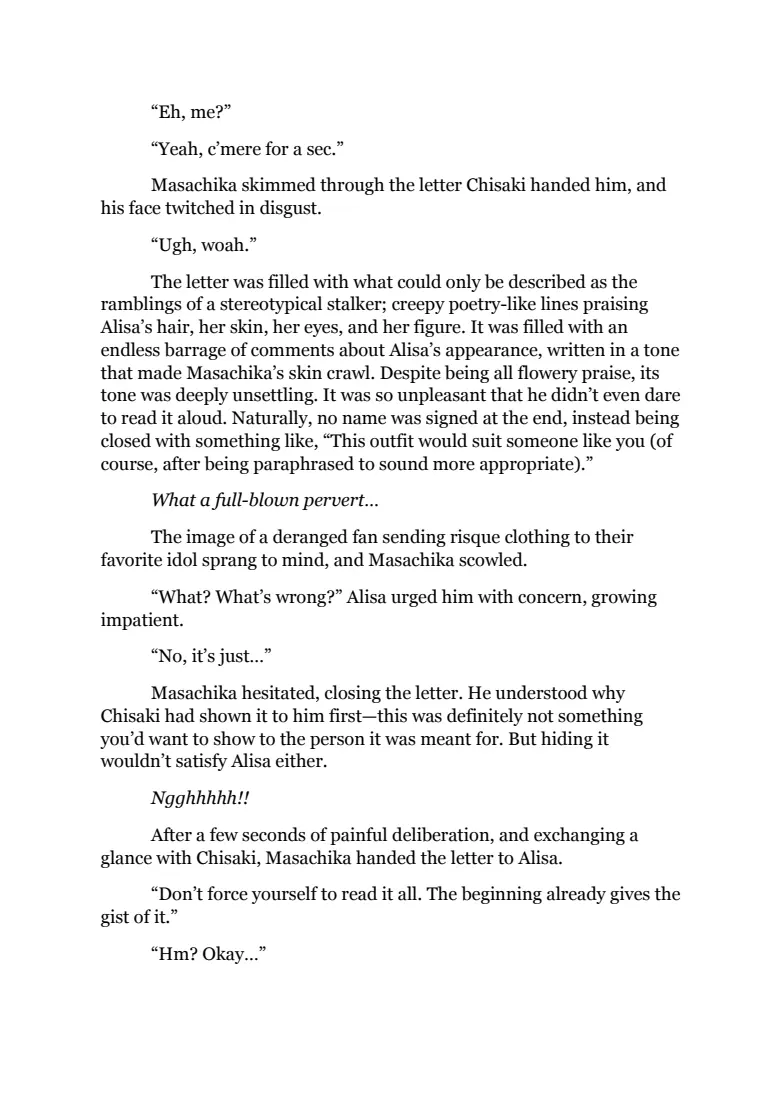 “Eh, me?”
“Yeah, c’mere for a sec.”
Masachika skimmed through the letter Chisaki handed him, and
his face twitched in disgust.
“Ugh, woah.”
The letter was filled with what could only be described as the
ramblings of a stereotypical stalker; creepy poetry-like lines praising
Alisa’s hair, her skin, her eyes, and her figure. It was filled with an
endless barrage of comments about Alisa’s appearance, written in a tone
that made Masachika’s skin crawl. Despite being all flowery praise, its
tone was deeply unsettling. It was so unpleasant that he didn’t even dare
to read it aloud. Naturally, no name was signed at the end, instead being
closed with something like, “This outfit would suit someone like you (of
course, after being paraphrased to sound more appropriate).”
What a full-blown pervert…
The image of a deranged fan sending risque clothing to their
favorite idol sprang to mind, and Masachika scowled.
“What? What’s wrong?” Alisa urged him with concern, growing
impatient.
“No, it’s just…”
Masachika hesitated, closing the letter. He understood why
Chisaki had shown it to him first—this was definitely not something
you’d want to show to the person it was meant for. But hiding it
wouldn’t satisfy Alisa either.
Ngghhhhh!!
After a few seconds of painful deliberation, and exchanging a
glance with Chisaki, Masachika handed the letter to Alisa.
“Don’t force yourself to read it all. The beginning already gives the
gist of it.”
“Hm? Okay…”